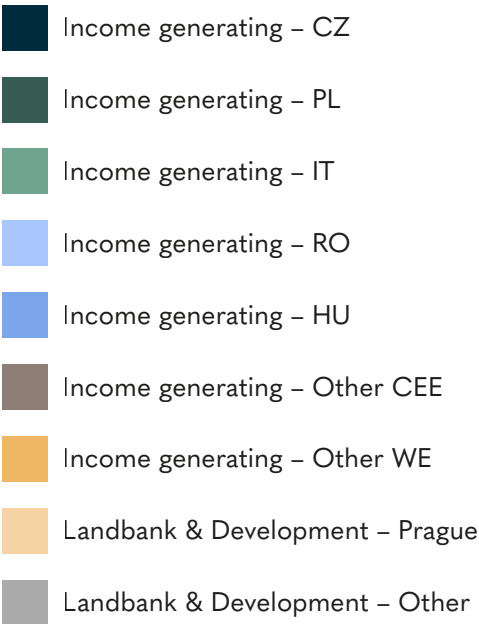 Income generating – CZ
Income generating – PL
Income generating – IT
Income generating – RO
Income generating – HU
Income generating – Other CEE
Income generating – Other WE
Landbank & Development – Prague
Landbank & Development – Other